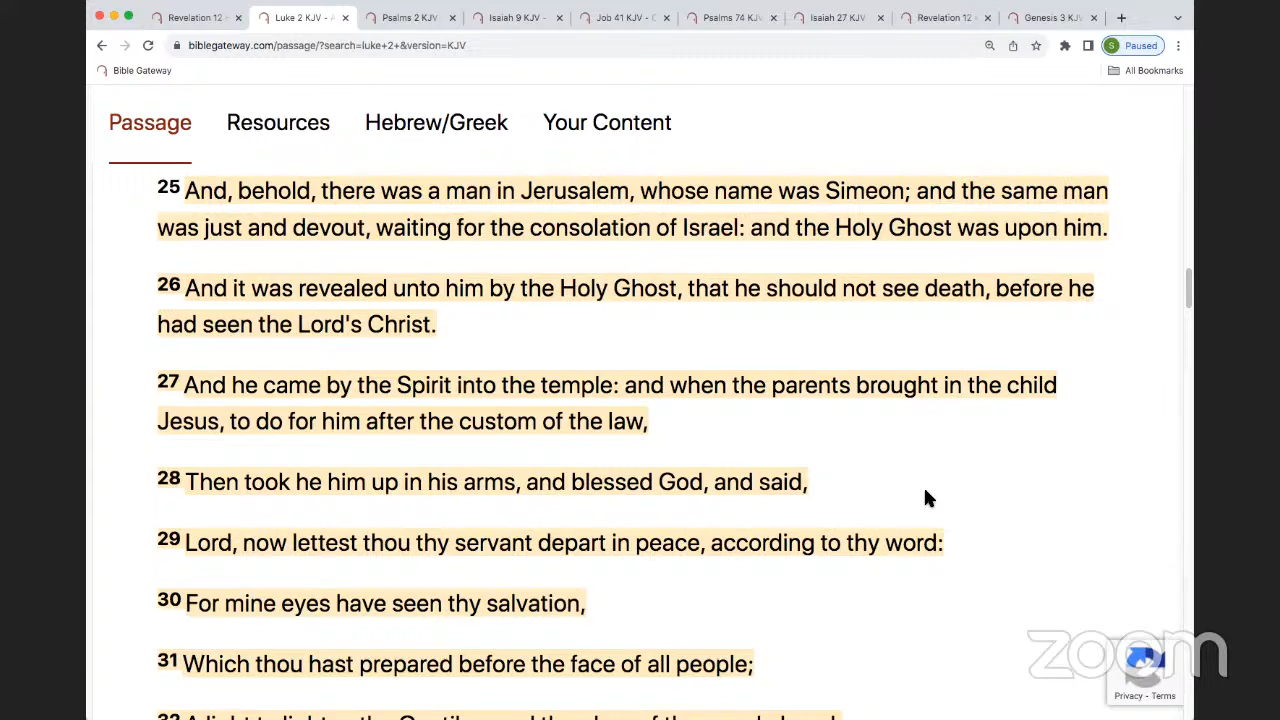 Revelation 12
Luke 2 KJV - A
Psalms 2 KJV
Isaiah 9 KJV -
Job 41 KJV -
Psalms 74 KJV
Isaiah 27 KJV
Revelation 12
Genesis 3 KJV
biblegateway.com/passage/?search=luke+2+&version=KJV
S Paused
Bible Gateway
All Bookmarks
Passage Resources Hebrew/Greek Your Content
25 And, behold, there was a man in Jerusalem, whose name was Simeon; and the same man
was just and devout, waiting for the consolation of Israel: and the Holy Ghost was upon him.
26 And it was revealed unto him by the Holy Ghost, that he should not see death, before he
had seen the Lord's Christ.
27 And he came by the Spirit into the temple: and when the parents brought in the child
Jesus, to do for him after the custom of the law,
28 Then took he him up in his arms, and blessed God, and said,
29 Lord, now lettest thou thy servant depart in peace, according to thy word:
30 For mine eyes have seen thy salvation,
31 Which thou hast prepared before the face of all people;
zoom
Privacy - Terms